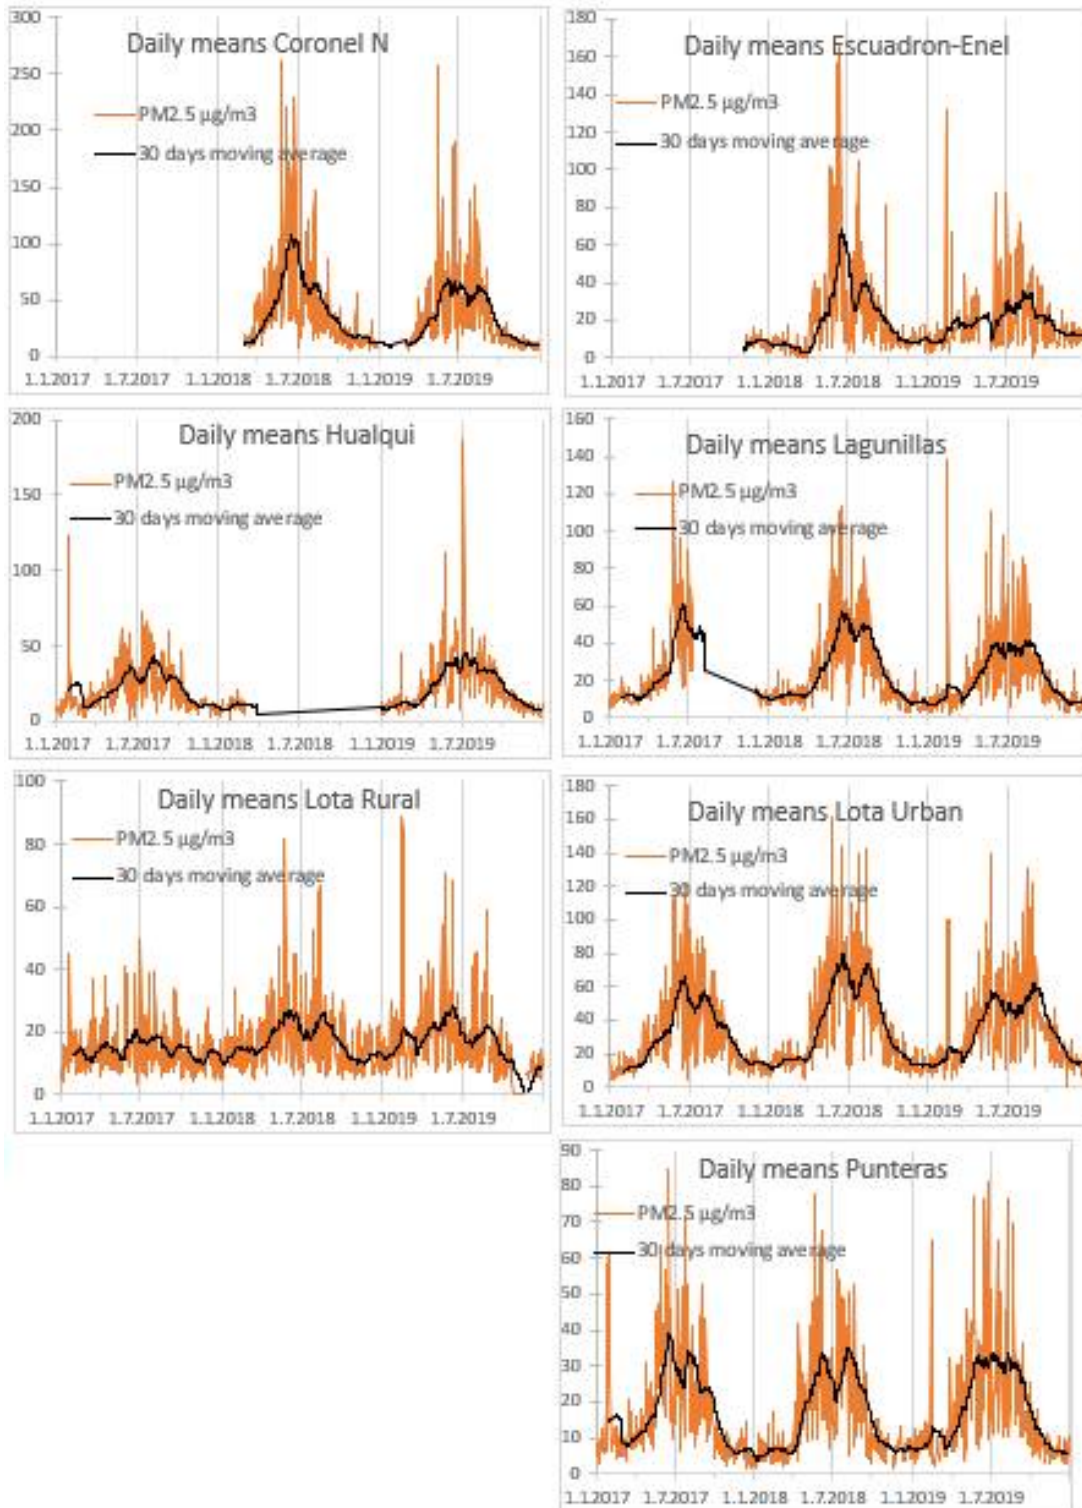 Daily means Coronel N
PM2.5 µg/m3
30 days moving average
300
250
200
150
100
50
0
1.1.2017 1.7.2017 1.1.2018 1.7.2018 1.1.2019 1.7.2019
Daily means Escuadron-Enel
PM2.5 µg/m3
30 days moving average
180
160
140
120
100
80
60
40
20
0
1.1.2017 1.7.2017 1.1.2018 1.7.2018 1.1.2019 1.7.2019
Daily means Hualqui
PM2.5 µg/m3
30 days moving average
200
150
100
50
0
1.1.2017 1.7.2017 1.1.2018 1.7.2018 1.1.2019 1.7.2019
Daily means Lagunillas
PM2.5 µg/m3
30 days moving average
160
140
120
100
80
60
40
20
0
1.1.2017 1.7.2017 1.1.2018 1.7.2018 1.1.2019 1.7.2019
Daily means Lota Rural
PM2.5 µg/m3
30 days moving average
100
80
60
40
20
0
1.1.2017 1.7.2017 1.1.2018 1.7.2018 1.1.2019 1.7.2019
Daily means Lota Urban
PM2.5 µg/m3
30 days moving average
180
160
140
120
100
80
60
40
20
0
1.1.2017 1.7.2017 1.1.2018 1.7.2018 1.1.2019 1.7.2019
Daily means Punteras
PM2.5 µg/m3
30 days moving average
90
80
70
60
50
40
30
20
10
0
1.1.2017 1.7.2017 1.1.2018 1.7.2018 1.1.2019 1.7.2019